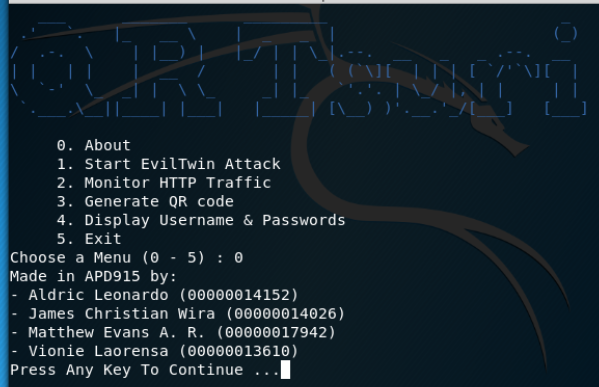 QRTsuri
0. About
1. Start EvilTwin Attack
2. Monitor HTTP Traffic
3. Generate QR code
4. Display Username & Passwords
5. Exit
Choose a Menu (0 - 5) : 0
Made in APD915 by:
- Aldric Leonardo (00000014152)
- James Christian Wira (00000014026)
- Matthew Evans A. R. (00000017942)
- Vionie Laorensa (00000013610)
Press Any Key To Continue ...